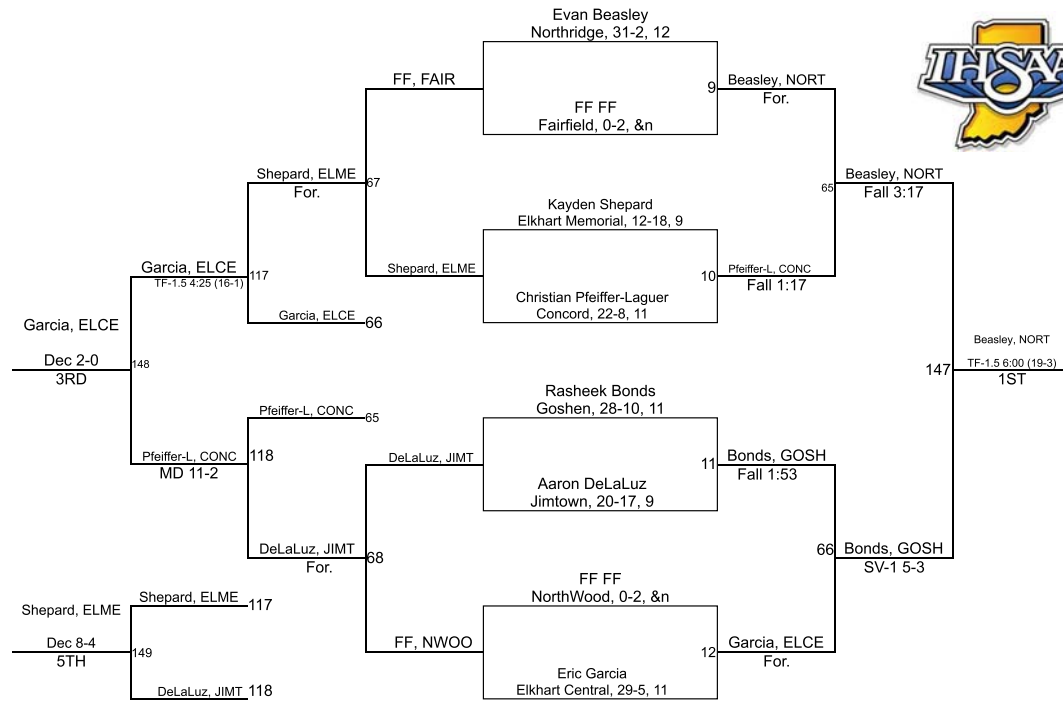 Evan Beasley
Northridge, 31-2, 12
IHSAA
FF, FAIR
9
Beasley, NORT
For.
FF FF
Fairfield, 0-2, &n
Shepard, ELME
For.
67
65
Beasley, NORT
Fall 3:17
Kayden Shepard
Elkhart Memorial, 12-18, 9
Garcia, ELCE
TF-1.5 4:25 (16-1)
117
Shepard, ELME
10
Pfeiffer-L, CONC
Fall 1:17
Christian Pfeiffer-Laguer
Concord, 22-8, 11
Garcia, ELCE
66
Garcia, ELCE
Dec 2-0
3RD
148
147
Beasley, NORT
TF-1.5 6:00 (19-3)
1ST
Rasheek Bonds
Goshen, 28-10, 11
Pfeiffer-L, CONC
65
Pfeiffer-L, CONC
MD 11-2
118
DeLaLuz, JIMT
11
Bonds, GOSH
Fall 1:53
Aaron DeLaLuz
Jimtown, 20-17, 9
DeLaLuz, JIMT
For.
68
66
Bonds, GOSH
SV-1 5-3
FF FF
NorthWood, 0-2, &n
Shepard, ELME
Dec 8-4
5TH
Shepard, ELME
117
149
FF, NWOO
12
Garcia, ELCE
For.
Eric Garcia
Elkhart Central, 29-5, 11
DeLaLuz, JIMT
118